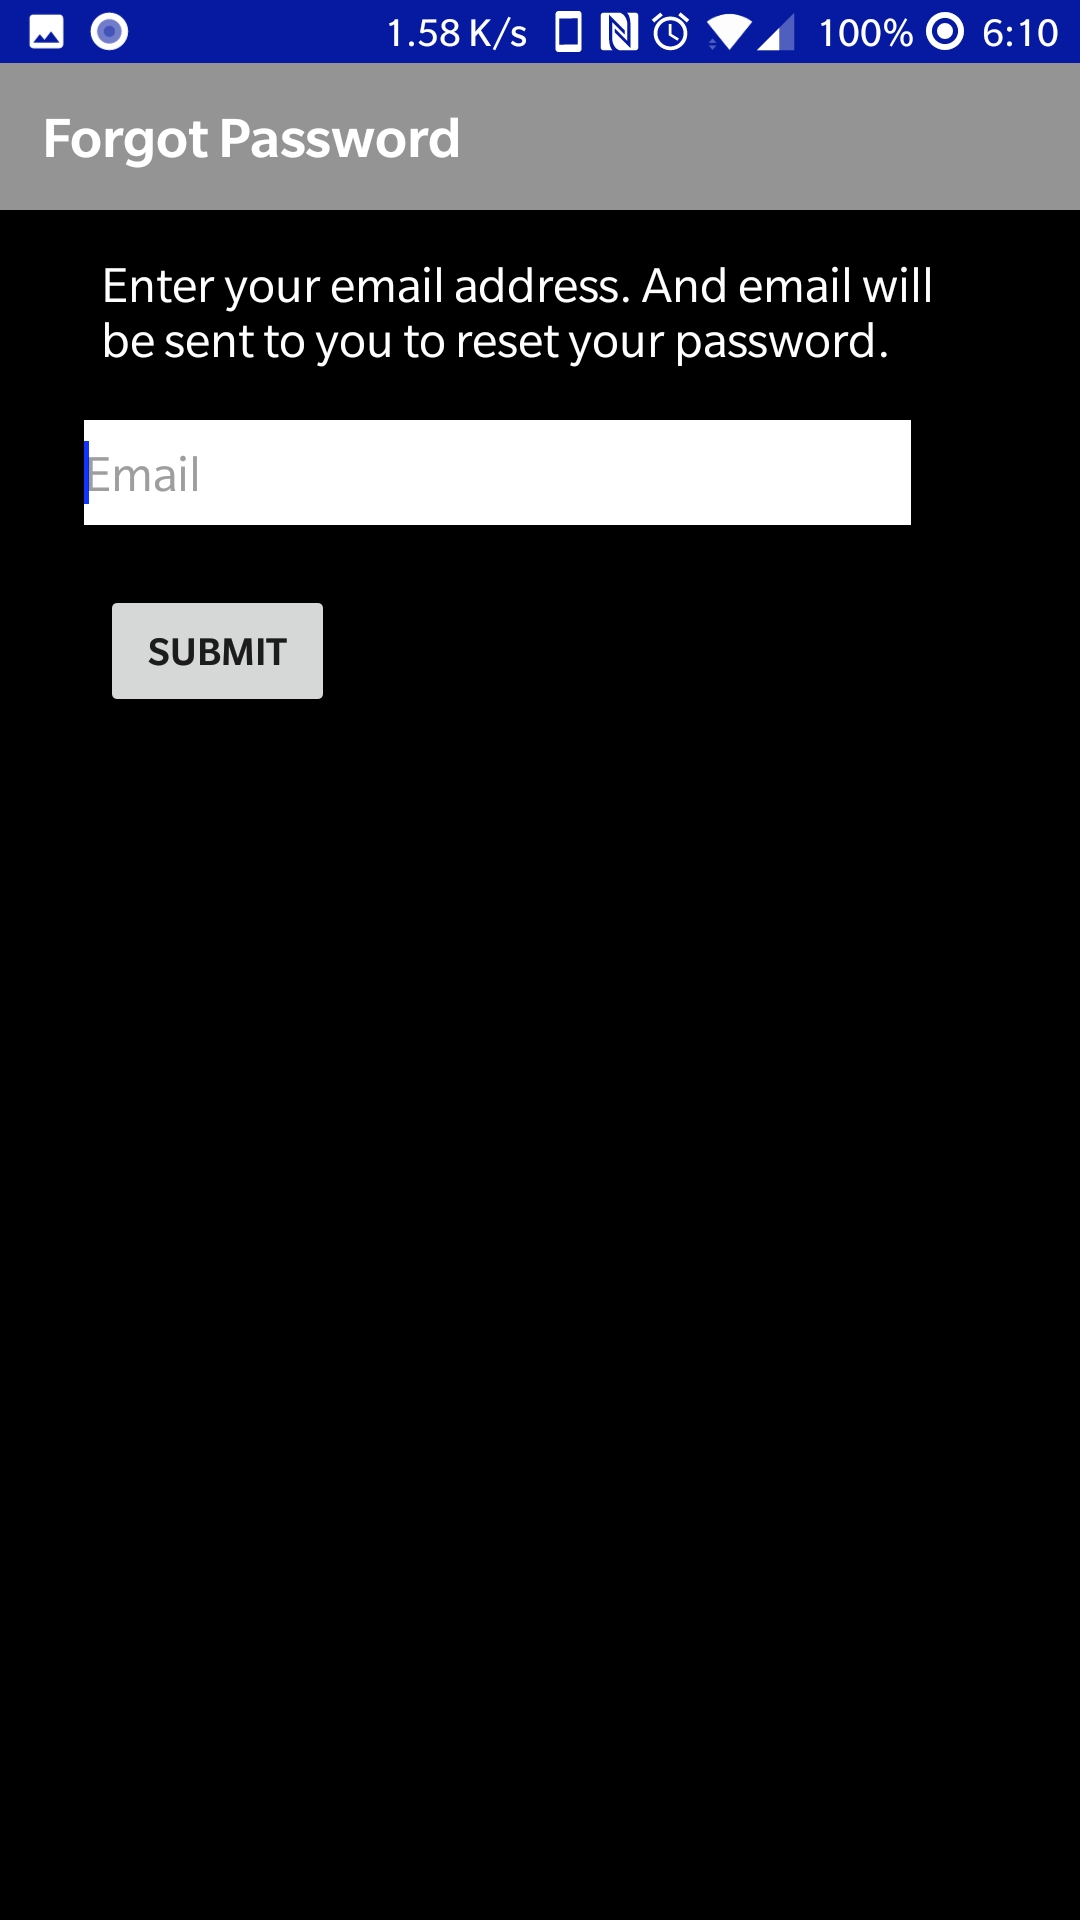 1.58 K/s 100% 6:10
Forgot Password
Enter your email address. And email will
be sent to you to reset your password.
Email
SUBMIT